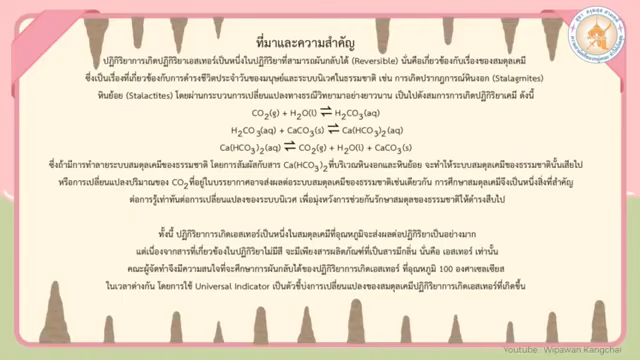 ที่มาและความสำคัญ
ปฏิกิริยาการเกิดปฏิกิริยาเอสเทอร์เป็นหนึ่งในปฏิกิริยาที่สามารถผันกลับได้ (Reversible) นั่นคือเกี่ยวข้องกับเรื่องของสมดุลเคมี
ซึ่งเป็นเรื่องที่เกี่ยวข้องกับการดำรงชีวิตประจำวันของมนุษย์และระบบนิเวศในธรรมชาติ เช่น การเกิดปรากฏการณ์หินงอก (Stalagmites)
หินย้อย (Stalactites) โดยผ่านกระบวนการเปลี่ยนแปลงทางธรณีวิทยามาอย่างยาวนาน เป็นไปดังสมการการเกิดปฏิกิริยาเคมี ดังนี้
CO2(g) + H2O(l) ⇌ H2CO3(aq)
H2CO3(aq) + CaCO3(s) ⇌ Ca(HCO3)2(aq)
Ca(HCO3)2(aq) ⇌ CO2(g) + H2O(l) + CaCO3(s)
ซึ่งถ้ามีการทำลายระบบสมดุลเคมีของธรรมชาติ โดยการสัมผัสกับสาร Ca(HCO3)2 ที่บริเวณหินงอกและหินย้อย จะทำให้ระบบสมดุลเคมีของธรรมชาตินั้นเสียไป
หรือการเปลี่ยนแปลงปริมาณของ CO2 ที่อยู่ในบรรยากาศอาจส่งผลต่อระบบสมดุลเคมีของธรรมชาติเช่นเดียวกัน การศึกษาสมดุลเคมีจึงเป็นหนึ่งสิ่งที่สำคัญ
ต่อการรู้เท่าทันต่อการเปลี่ยนแปลงของระบบนิเวศ เพื่อมุ่งหวังการช่วยกันรักษาสมดุลของธรรมชาติให้ดำรงสืบไป
ทั้งนี้ ปฏิกิริยาการเกิดเอสเทอร์เป็นหนึ่งในสมดุลเคมีที่อุณหภูมิจะส่งผลต่อปฏิกิริยาเป็นอย่างมาก
แต่เนื่องจากสารที่เกี่ยวข้องในปฏิกิริยาไม่มีสี จะมีเพียงสารผลิตภัณฑ์ที่เป็นสารมีกลิ่น นั่นคือ เอสเทอร์ เท่านั้น
คณะผู้จัดทำจึงมีความสนใจที่จะศึกษาการผันกลับได้ของปฏิกิริยาการเกิดเอสเทอร์ ที่อุณหภูมิ 100 องศาเซลเซียส
ในเวลาต่างกัน โดยการใช้ Universal Indicator เป็นตัวชี้บ่งการเปลี่ยนแปลงของสมดุลเคมีปฏิกิริยาการเกิดเอสเทอร์ที่เกิดขึ้น
Youtube : Wipawan Kangchai